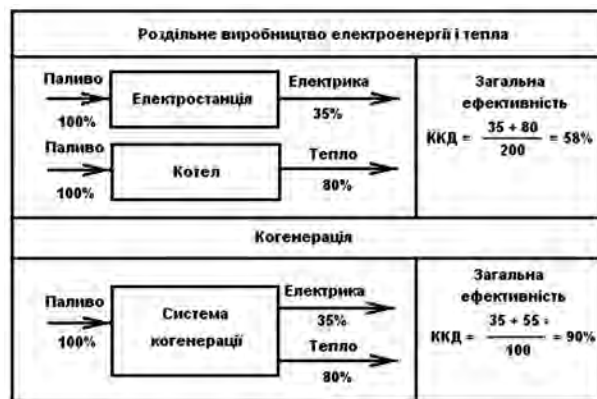 Роздільне виробництво електроенергії і тепла
Паливо
100%
Електростанція
Електрика
35%
Паливо
100%
Котел
Тепло
80%
Загальна
ефективність
ККД = 35 + 80 / 200 = 58%
Когенерація
Паливо
100%
Система
когенерації
Електрика
35%
Тепло
80%
Загальна
ефективність
ККД = 35 + 55 / 100 = 90%